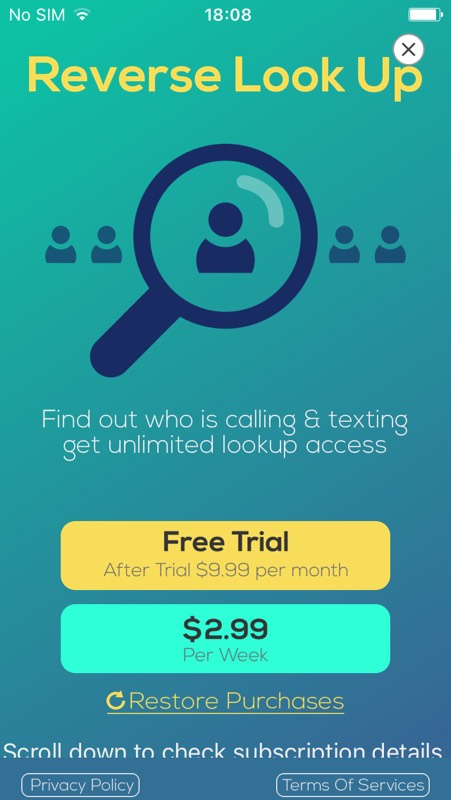 No SIM 18:08
Reverse Look Up
Find out who is calling & texting
get unlimited lookup access
Free Trial
After Trial $9.99 per month
$2.99
Per Week
Restore Purchases
Scroll down to check subscription details
Privacy Policy
Terms Of Services